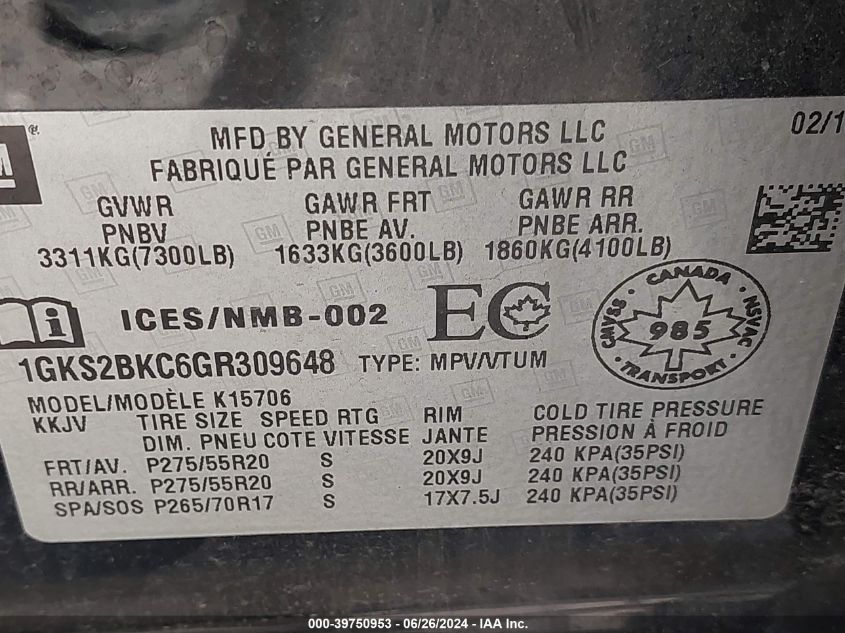 GM ®
MFD BY GENERAL MOTORS LLC
02/1
FABRIQUÉ PAR GENERAL MOTORS LLC
GVWR GAWR FRT GAWR RR
PNBV PNBE AV. PNBE ARR.
3311KG(7300LB) 1633KG(3600LB) 1860KG(4100LB)
i ICES/NMB-002 EC
CANADA
CMVSS NSVAC
985
TRANSPORT
1GKS2BKC6GR309648 TYPE: MPV/VTUM
MODEL/MODÈLE K15706
KKJV TIRE SIZE SPEED RTG RIM COLD TIRE PRESSURE
DIM. PNEU COTE VITESSE JANTE PRESSION À FROID
FRT/AV. P275/55R20 S 20X9J 240 KPA(35PSI)
RR/ARR. P275/55R20 S 20X9J 240 KPA(35PSI)
SPA/SOS P265/70R17 S 17X7.5J 240 KPA(35PSI)
000-39750953 - 06/26/2024 - IAA Inc.